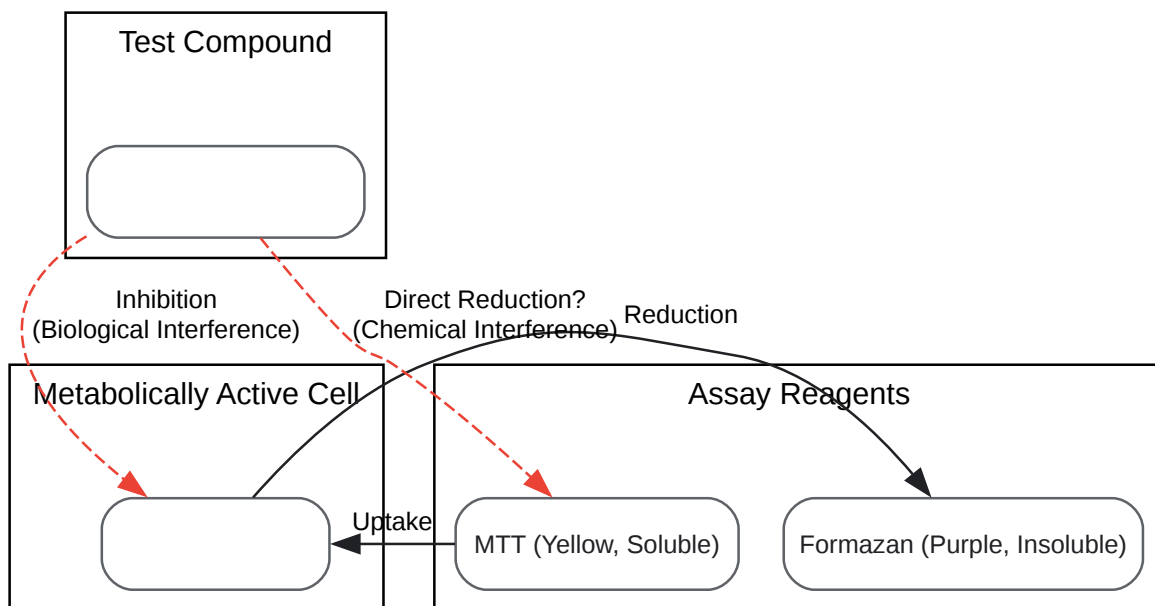 Test Compound
Inhibition
(Biological Interference)
Direct Reduction?
(Chemical Interference)
Reduction
Metabolically Active Cell
Assay Reagents
Uptake
MTT (Yellow, Soluble)
Formazan (Purple, Insoluble)